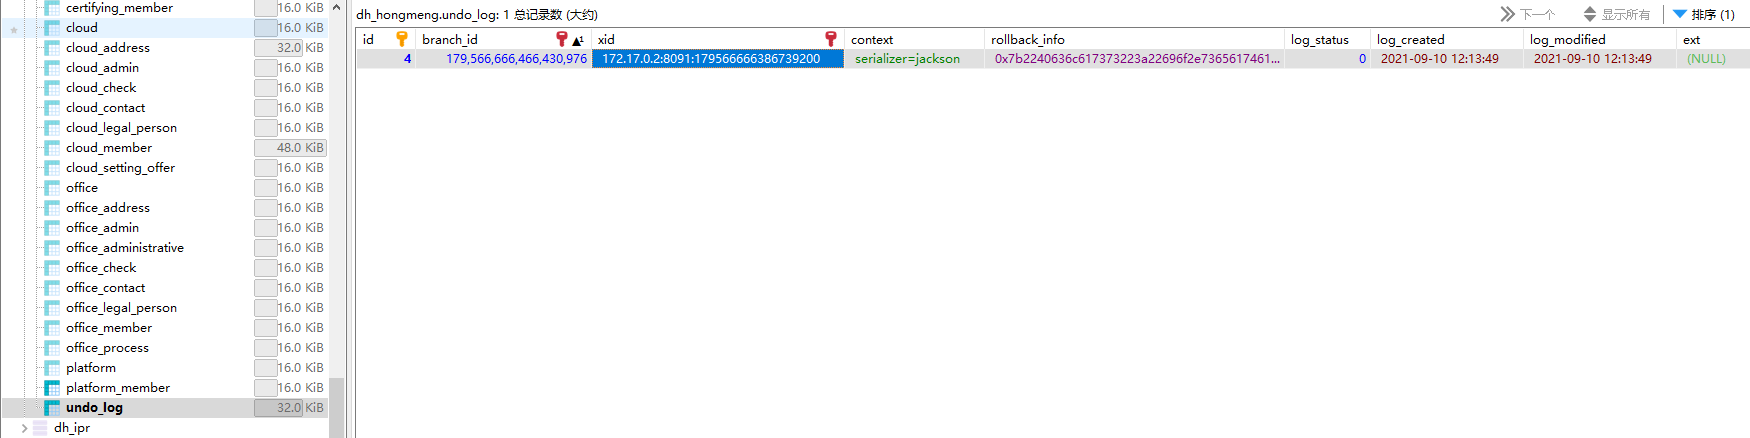 certifying_member 16.0 KiB
cloud 16.0 KiB
cloud_address 32.0 KiB
cloud_admin 16.0 KiB
cloud_check 16.0 KiB
cloud_contact 16.0 KiB
cloud_legal_person 16.0 KiB
cloud_member 48.0 KiB
cloud_setting_offer 16.0 KiB
office 16.0 KiB
office_address 16.0 KiB
office_admin 16.0 KiB
office_administrative 16.0 KiB
office_check 16.0 KiB
office_contact 16.0 KiB
office_legal_person 16.0 KiB
office_member 16.0 KiB
office_process 16.0 KiB
platform 16.0 KiB
platform_member 16.0 KiB
undo_log 32.0 KiB
dh_ipr
dh_hongmeng.undo_log: 1 总记录数 (大约) 下一个 显示所有 排序 (1)
id branch_id 1 xid context rollback_info log_status log_created log_modified ext
4 179,566,666,466,430,976 172.17.0.2:8091:179566666386739200 serializer=jackson 0x7b2240636c617373223a22696f2e7365617461... 0 2021-09-10 12:13:49 2021-09-10 12:13:49 (NULL)